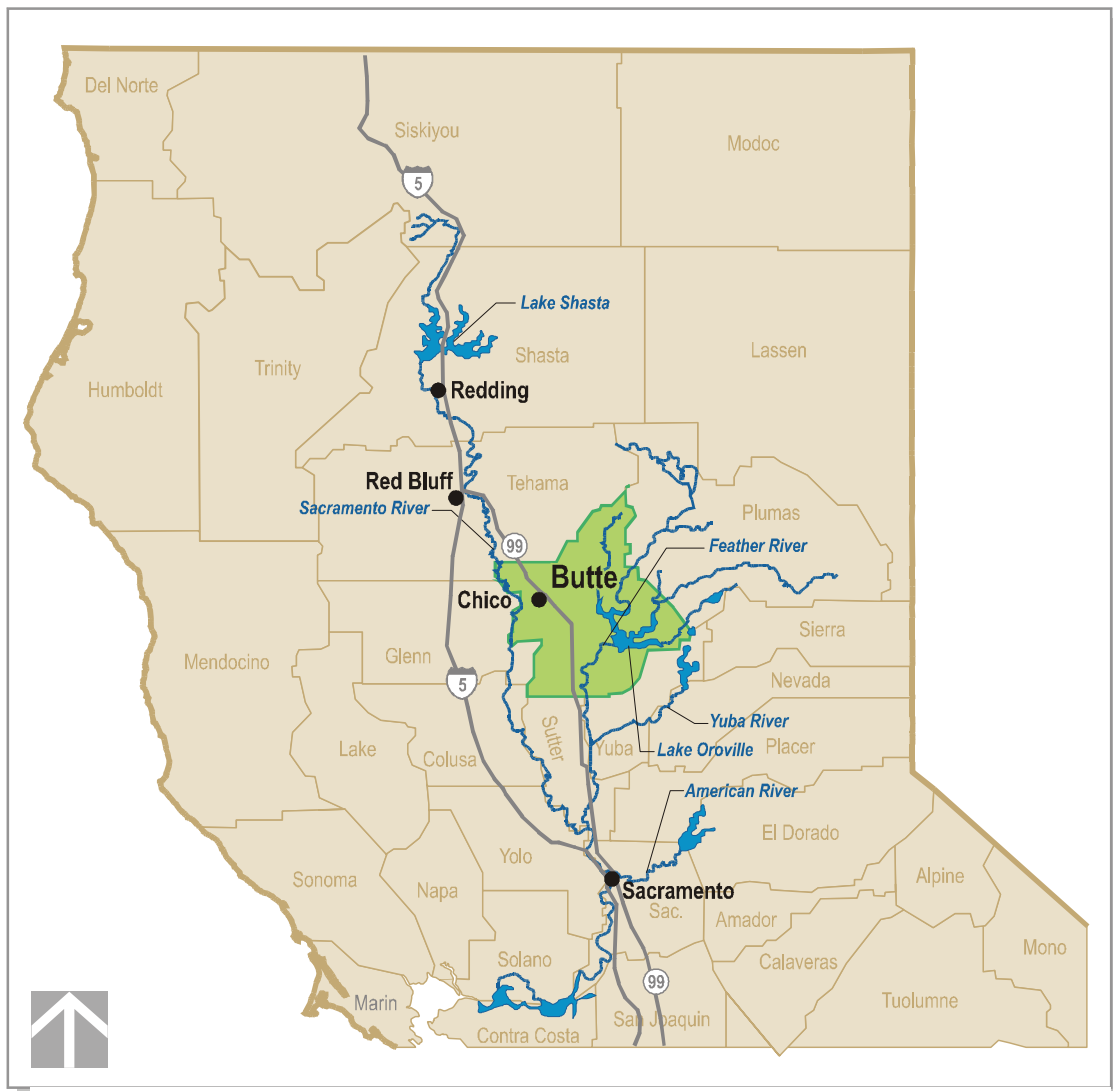 Del Norte
Siskiyou
Modoc
5
Lake Shasta
Shasta
Lassen
Trinity
Humboldt
Redding
Red Bluff
Tehama
Sacramento River
Plumas
99
Feather River
Butte
Chico
Sierra
Glenn
Mendocino
Nevada
5
Yuba River
Sutter
Yuba
Lake
Placer
Lake Oroville
Colusa
American River
El Dorado
Yolo
Sonoma
Napa
Alpine
Sacramento
Sac.
Amador
Mono
Solano
Calaveras
99
Marin
Tuolumne
San Joaquin
Contra Costa